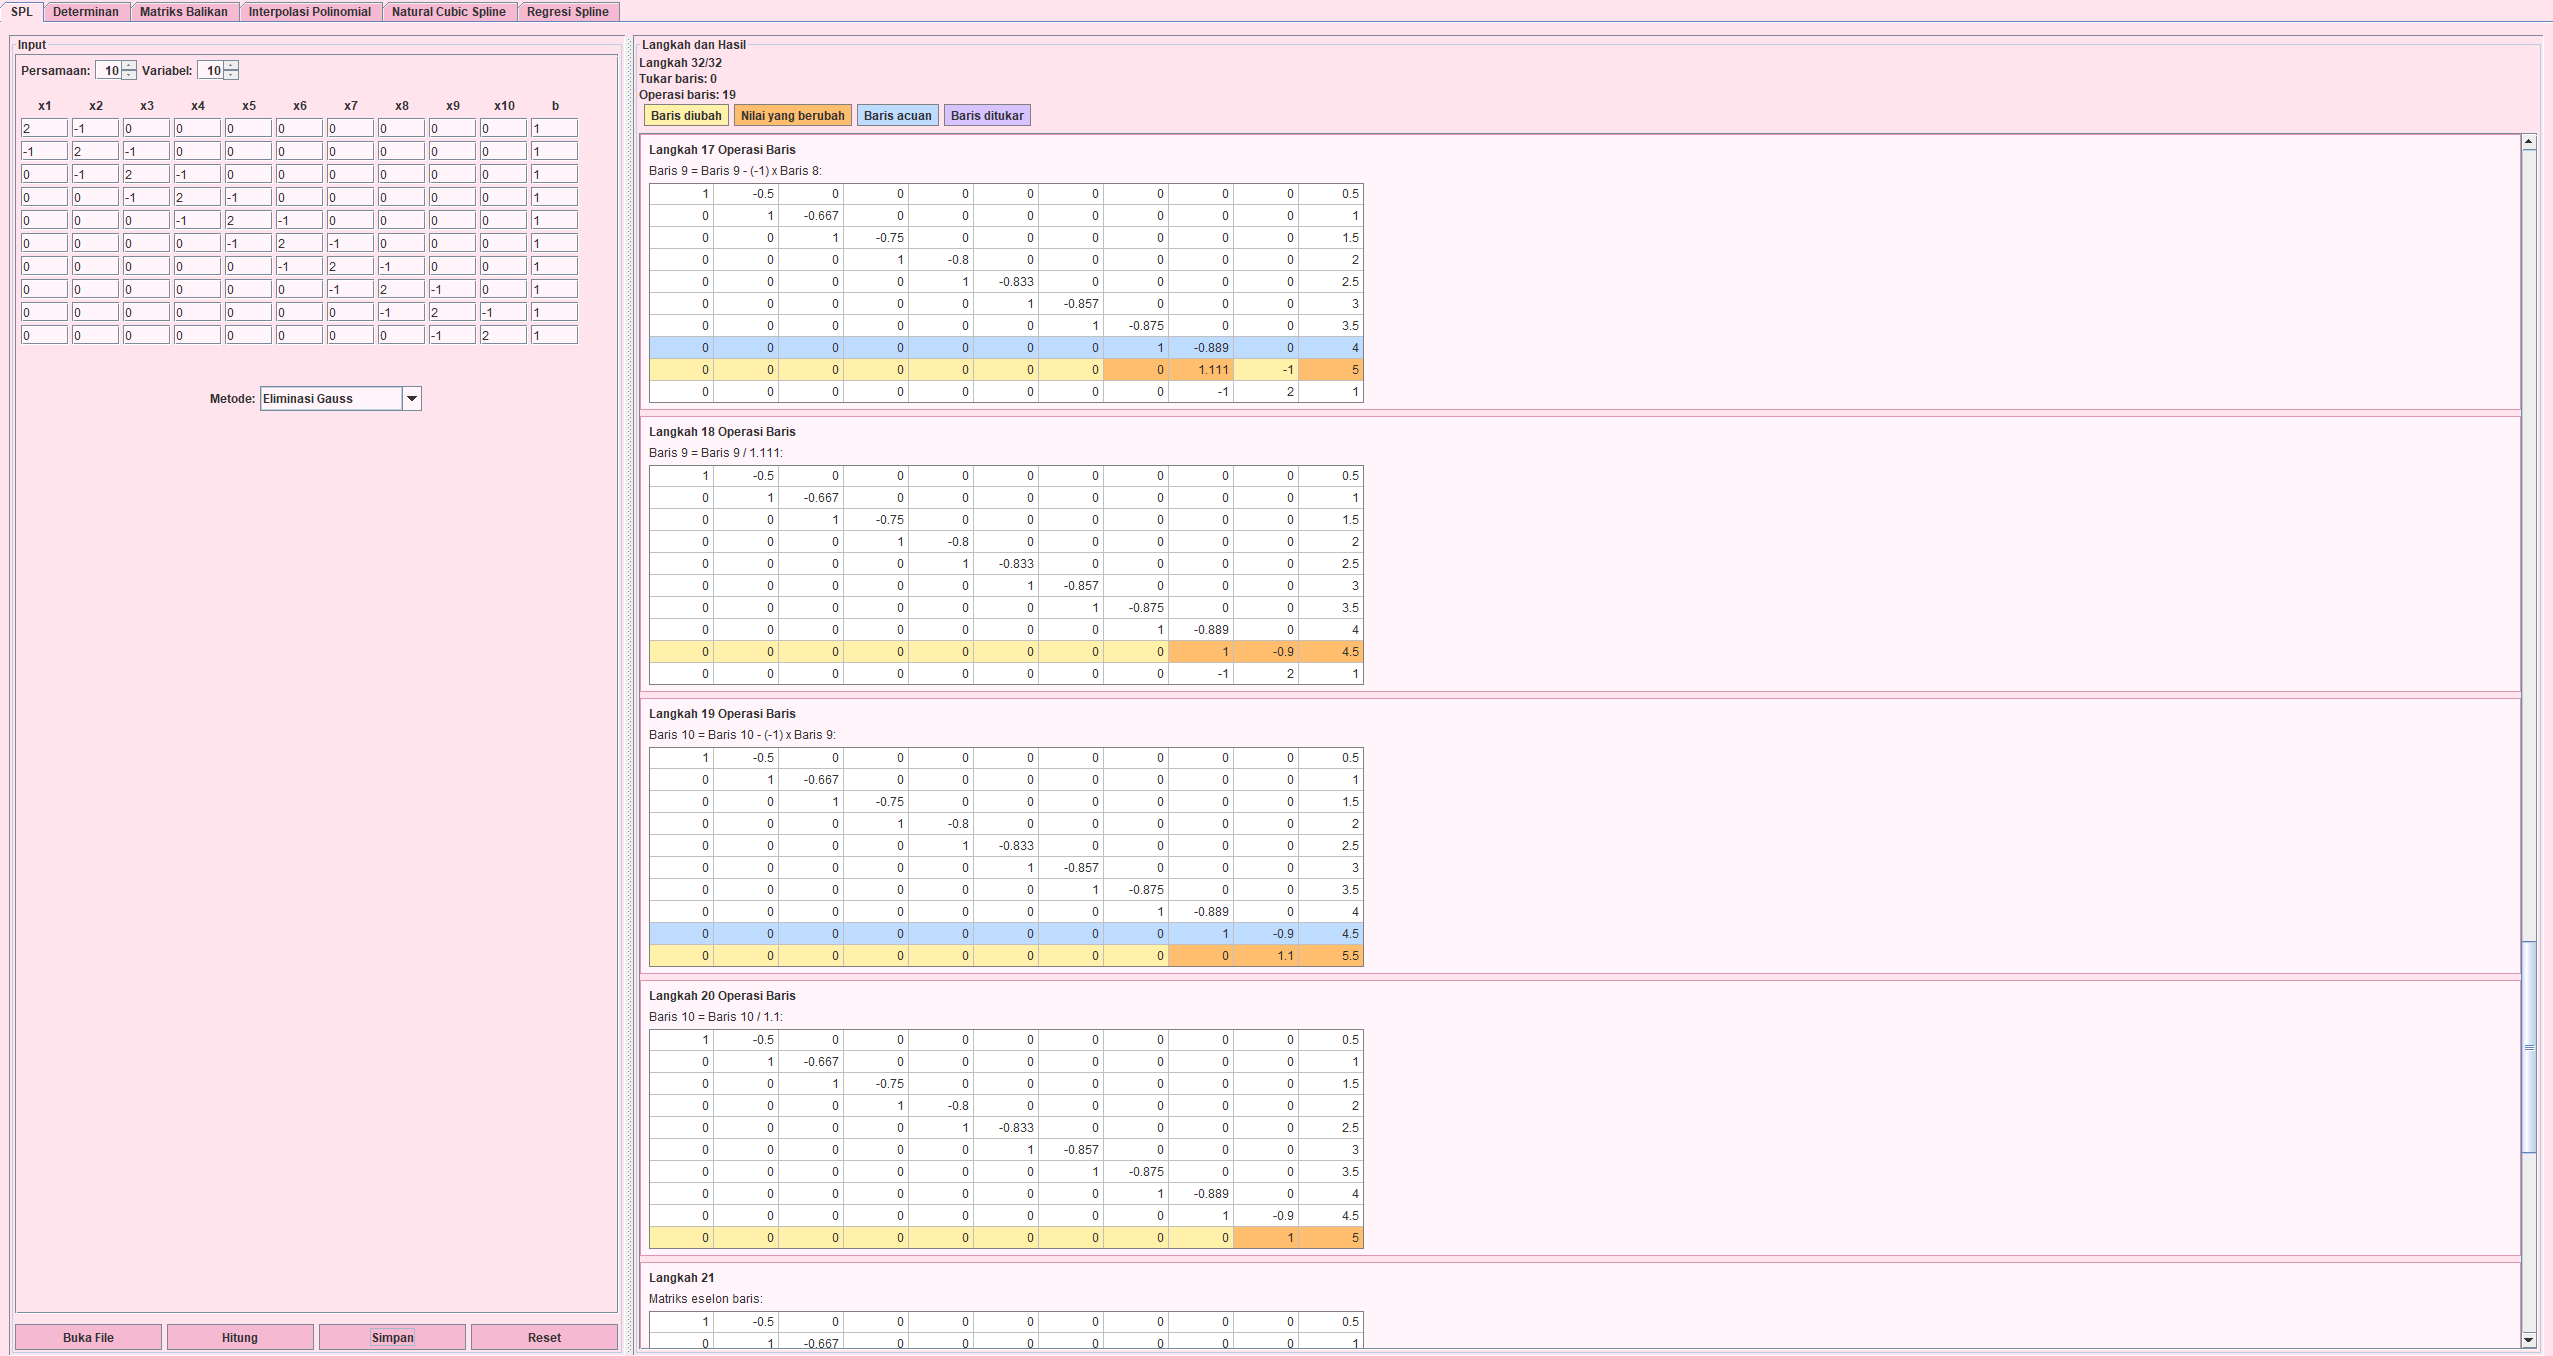 SPL Determinan Matriks Balikan Interpolasi Polinomial Natural Cubic Spline Regresi Spline
Input
Persamaan: 10 Variabel: 10
x1 x2 x3 x4 x5 x6 x7 x8 x9 x10 b
2 -1 0 0 0 0 0 0 0 0 1
-1 2 -1 0 0 0 0 0 0 0 1
0 -1 2 -1 0 0 0 0 0 0 1
0 0 -1 2 -1 0 0 0 0 0 1
0 0 0 -1 2 -1 0 0 0 0 1
0 0 0 0 -1 2 -1 0 0 0 1
0 0 0 0 0 -1 2 -1 0 0 1
0 0 0 0 0 0 -1 2 -1 0 1
0 0 0 0 0 0 0 -1 2 -1 1
0 0 0 0 0 0 0 0 -1 2 1
Metode: Eliminasi Gauss
Buka File Hitung Simpan Reset
Langkah dan Hasil
Langkah 32/32
Tukar baris: 0
Operasi baris: 19
Baris diubah Nilai yang berubah Baris acuan Baris ditukar
Langkah 17 Operasi Baris
Baris 9 = Baris 9 - (-1) x Baris 8:
1 -0.5 0 0 0 0 0 0 0 0 0.5
0 1 -0.667 0 0 0 0 0 0 0 1
0 0 1 -0.75 0 0 0 0 0 0 1.5
0 0 0 1 -0.8 0 0 0 0 0 2
0 0 0 0 1 -0.833 0 0 0 0 2.5
0 0 0 0 0 1 -0.857 0 0 0 3
0 0 0 0 0 0 1 -0.875 0 0 3.5
0 0 0 0 0 0 0 1 -0.889 0 4
0 0 0 0 0 0 0 0 1.111 -1 5
0 0 0 0 0 0 0 0 -1 2 1
Langkah 18 Operasi Baris
Baris 9 = Baris 9 / 1.111:
1 -0.5 0 0 0 0 0 0 0 0 0.5
0 1 -0.667 0 0 0 0 0 0 0 1
0 0 1 -0.75 0 0 0 0 0 0 1.5
0 0 0 1 -0.8 0 0 0 0 0 2
0 0 0 0 1 -0.833 0 0 0 0 2.5
0 0 0 0 0 1 -0.857 0 0 0 3
0 0 0 0 0 0 1 -0.875 0 0 3.5
0 0 0 0 0 0 0 1 -0.889 0 4
0 0 0 0 0 0 0 0 1 -0.9 4.5
0 0 0 0 0 0 0 0 -1 2 1
Langkah 19 Operasi Baris
Baris 10 = Baris 10 - (-1) x Baris 9:
1 -0.5 0 0 0 0 0 0 0 0 0.5
0 1 -0.667 0 0 0 0 0 0 0 1
0 0 1 -0.75 0 0 0 0 0 0 1.5
0 0 0 1 -0.8 0 0 0 0 0 2
0 0 0 0 1 -0.833 0 0 0 0 2.5
0 0 0 0 0 1 -0.857 0 0 0 3
0 0 0 0 0 0 1 -0.875 0 0 3.5
0 0 0 0 0 0 0 1 -0.889 0 4
0 0 0 0 0 0 0 0 1 -0.9 4.5
0 0 0 0 0 0 0 0 0 1.1 5.5
Langkah 20 Operasi Baris
Baris 10 = Baris 10 / 1.1:
1 -0.5 0 0 0 0 0 0 0 0 0.5
0 1 -0.667 0 0 0 0 0 0 0 1
0 0 1 -0.75 0 0 0 0 0 0 1.5
0 0 0 1 -0.8 0 0 0 0 0 2
0 0 0 0 1 -0.833 0 0 0 0 2.5
0 0 0 0 0 1 -0.857 0 0 0 3
0 0 0 0 0 0 1 -0.875 0 0 3.5
0 0 0 0 0 0 0 1 -0.889 0 4
0 0 0 0 0 0 0 0 1 -0.9 4.5
0 0 0 0 0 0 0 0 0 1 5
Langkah 21
Matriks eselon baris:
1 -0.5 0 0 0 0 0 0 0 0 0.5
0 1 -0.667 0 0 0 0 0 0 0 1